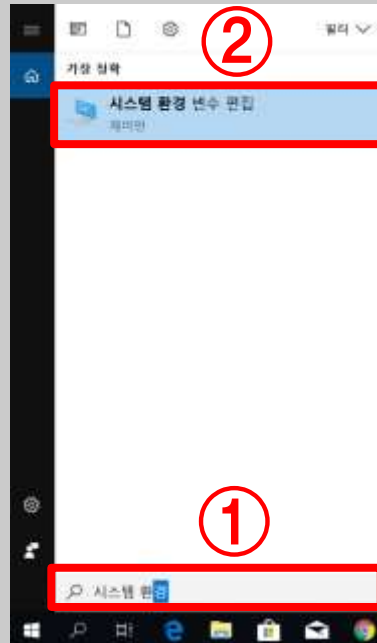 필터
②
가장 정확
시스템 환경 변수 편집
제어판
①
시스템 환경